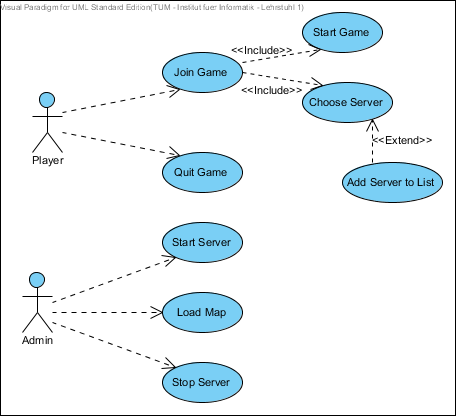 Visual Paradigm for UML Standard Edition(TUM - Institut fuer Informatik - Lehrstuhl 1)
Start Game
<<Include>>
Join Game
<<Include>>
Choose Server
Player
<<Extend>>
Quit Game
Add Server to List
Start Server
Load Map
Admin
Stop Server